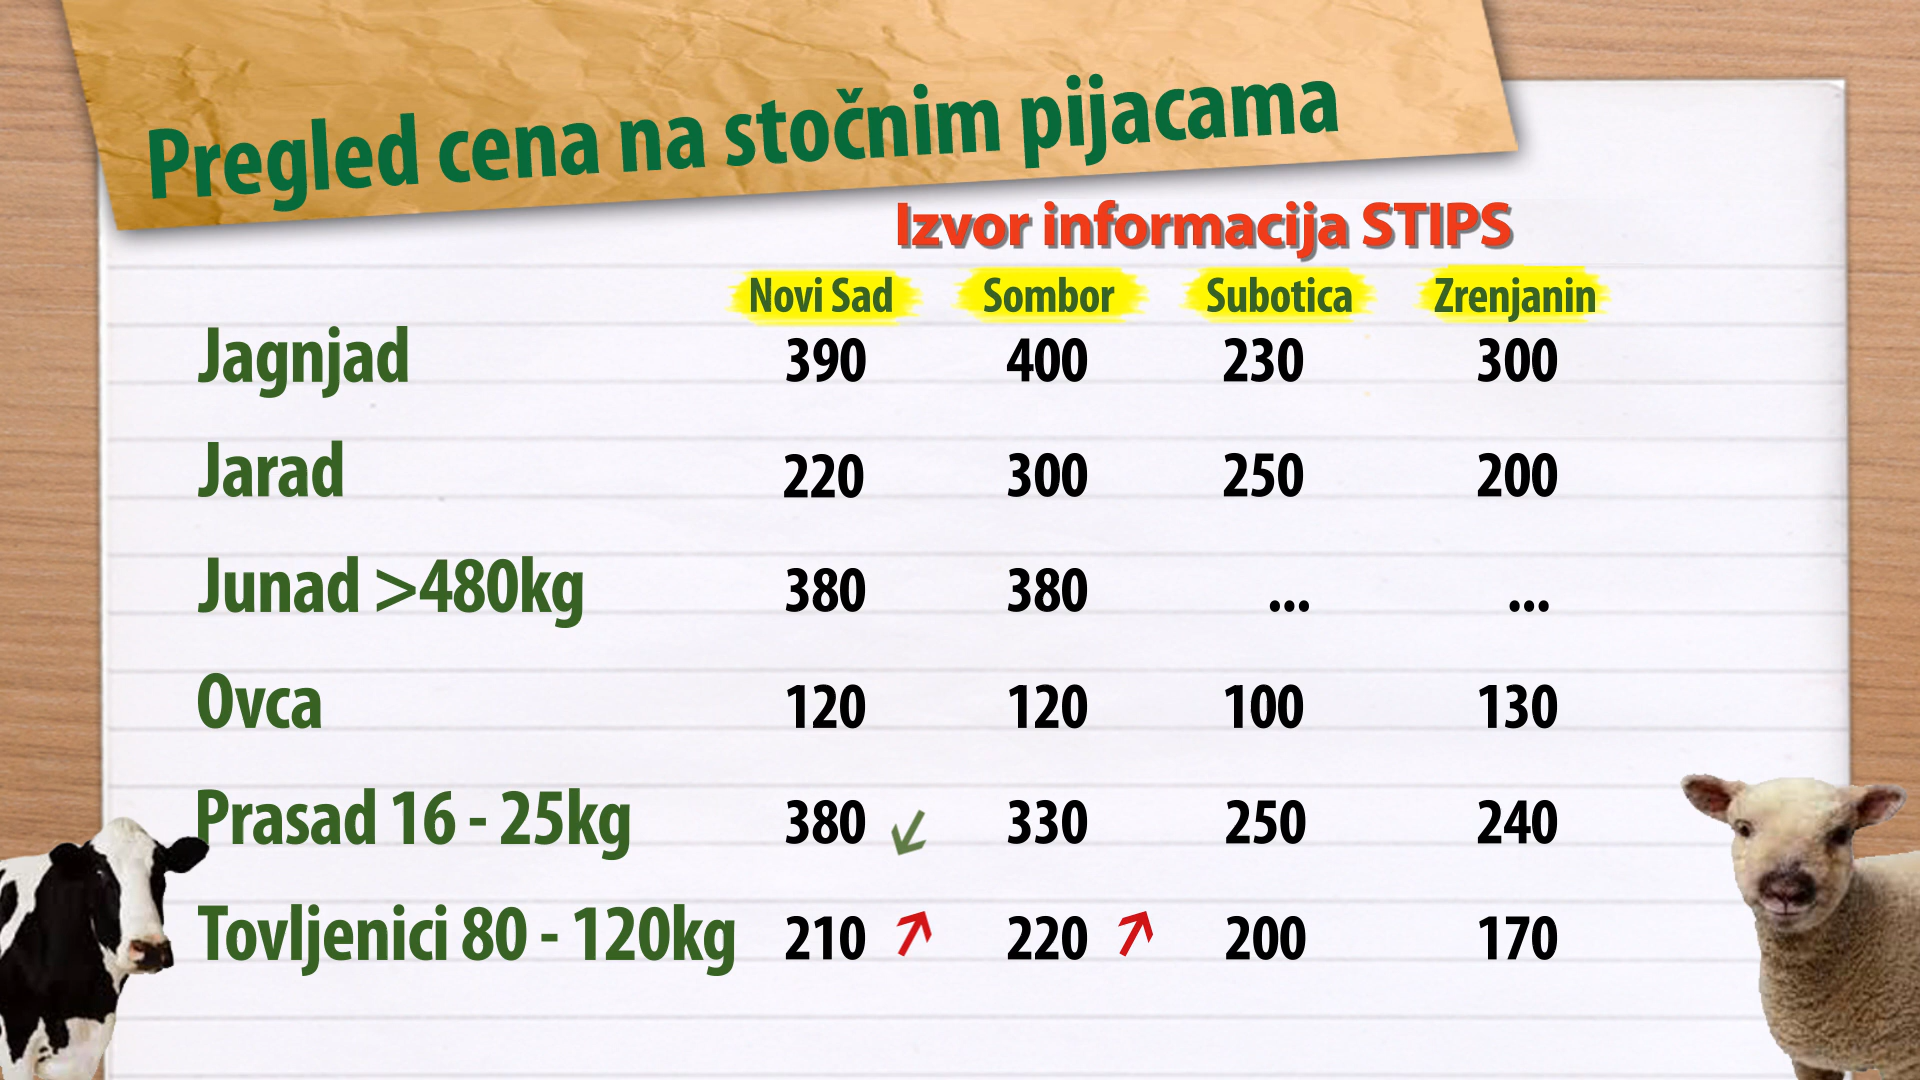 Pregled cena na stočnim pijacama
Izvor informacija STIPS
Novi Sad Sombor Subotica Zrenjanin
Jagnjad 390 400 230 300
Jarad 220 300 250 200
Junad >480kg 380 380 ... ...
Ovca 120 120 100 130
Prasad 16 - 25kg 380 330 250 240
Tovljenici 80 - 120kg 210 220 200 170